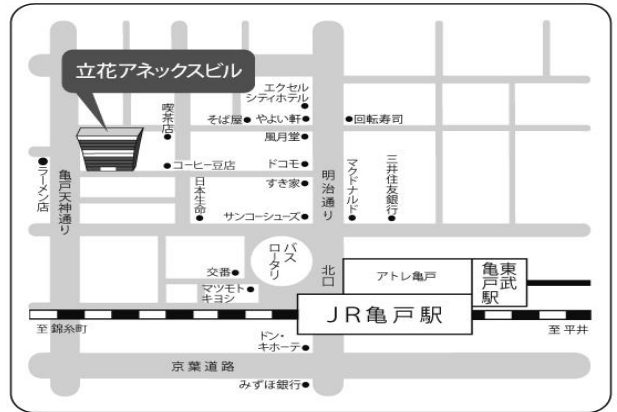 立花アネックスビル
エクセル
シティホテル
喫茶店
そば屋
やよい軒
回転寿司
風月堂
ラーメン店
コーヒー豆店
ドコモ
すき家
日本生命
サンコーシューズ
亀戸天神通り
明治通り
マクドナルド
三井住友銀行
バス
ロータリー
交番
マツモト
キヨシ
北口
アトレ亀戸
東武
亀戸駅
JR亀戸駅
至 錦糸町
至 平井
ドン・
キホーテ
京葉道路
みずほ銀行